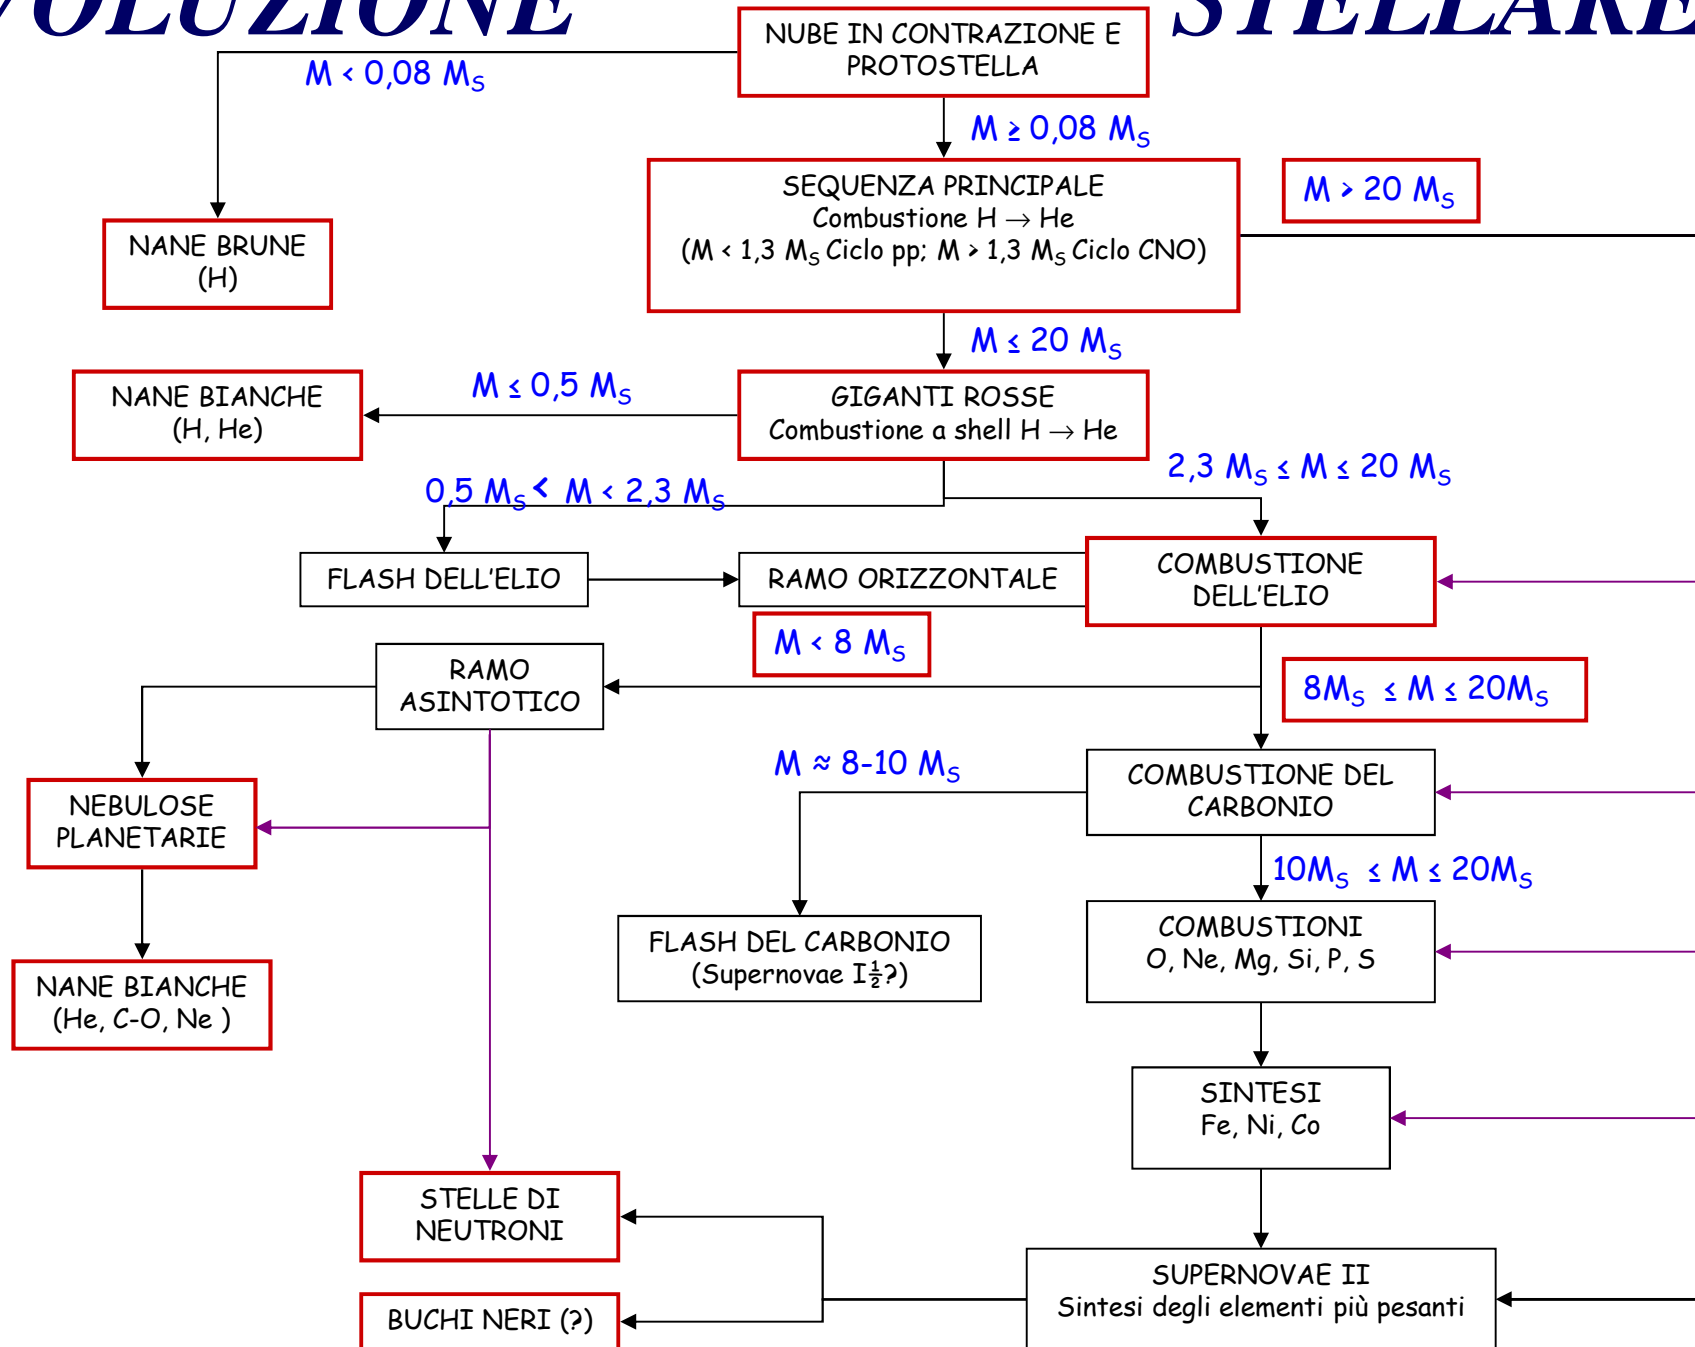 VOLUZIONE STELLARE
NUBE IN CONTRAZIONE E
PROTOSTELLA
M < 0,08 MS
M ≥ 0,08 MS
SEQUENZA PRINCIPALE
Combustione H → He
(M < 1,3 MS Ciclo pp; M > 1,3 MS Ciclo CNO)
M > 20 MS
NANE BRUNE
(H)
M ≤ 20 MS
NANE BIANCHE
(H, He)
M ≤ 0,5 MS
GIGANTI ROSSE
Combustione a shell H → He
0,5 MS < M < 2,3 MS
2,3 MS ≤ M ≤ 20 MS
FLASH DELL'ELIO
RAMO ORIZZONTALE
COMBUSTIONE
DELL'ELIO
M < 8 MS
RAMO
ASINTOTICO
8MS ≤ M ≤ 20MS
M ≈ 8-10 MS
COMBUSTIONE DEL
CARBONIO
NEBULOSE
PLANETARIE
10MS ≤ M ≤ 20MS
FLASH DEL CARBONIO
(Supernovae I½?)
COMBUSTIONI
O, Ne, Mg, Si, P, S
NANE BIANCHE
(He, C-O, Ne )
SINTESI
Fe, Ni, Co
STELLE DI
NEUTRONI
SUPERNOVAE II
Sintesi degli elementi più pesanti
BUCHI NERI (?)